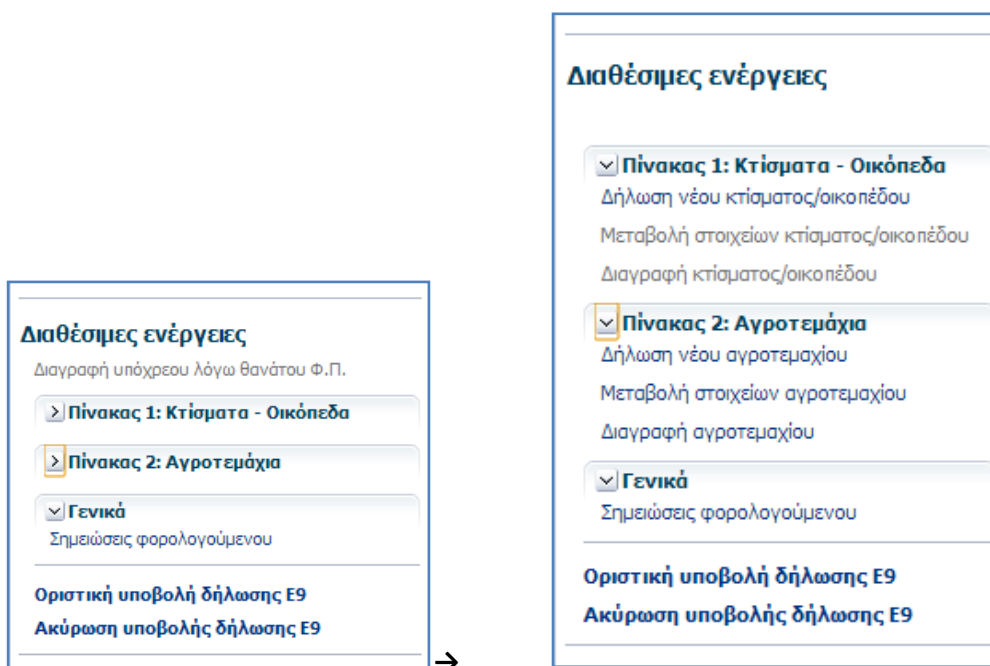 Διαθέσιμες ενέργειες
Διαγραφή υπόχρεου λόγω θανάτου Φ.Π.
Πίνακας 1: Κτίσματα - Οικόπεδα
Πίνακας 2: Αγροτεμάχια
Γενικά
Σημειώσεις φορολογούμενου
Οριστική υποβολή δήλωσης Ε9
Ακύρωση υποβολής δήλωσης Ε9
→
Διαθέσιμες ενέργειες
Πίνακας 1: Κτίσματα - Οικόπεδα
Δήλωση νέου κτίσματος/οικοπέδου
Μεταβολή στοιχείων κτίσματος/οικοπέδου
Διαγραφή κτίσματος/οικοπέδου
Πίνακας 2: Αγροτεμάχια
Δήλωση νέου αγροτεμαχίου
Μεταβολή στοιχείων αγροτεμαχίου
Διαγραφή αγροτεμαχίου
Γενικά
Σημειώσεις φορολογούμενου
Οριστική υποβολή δήλωσης Ε9
Ακύρωση υποβολής δήλωσης Ε9